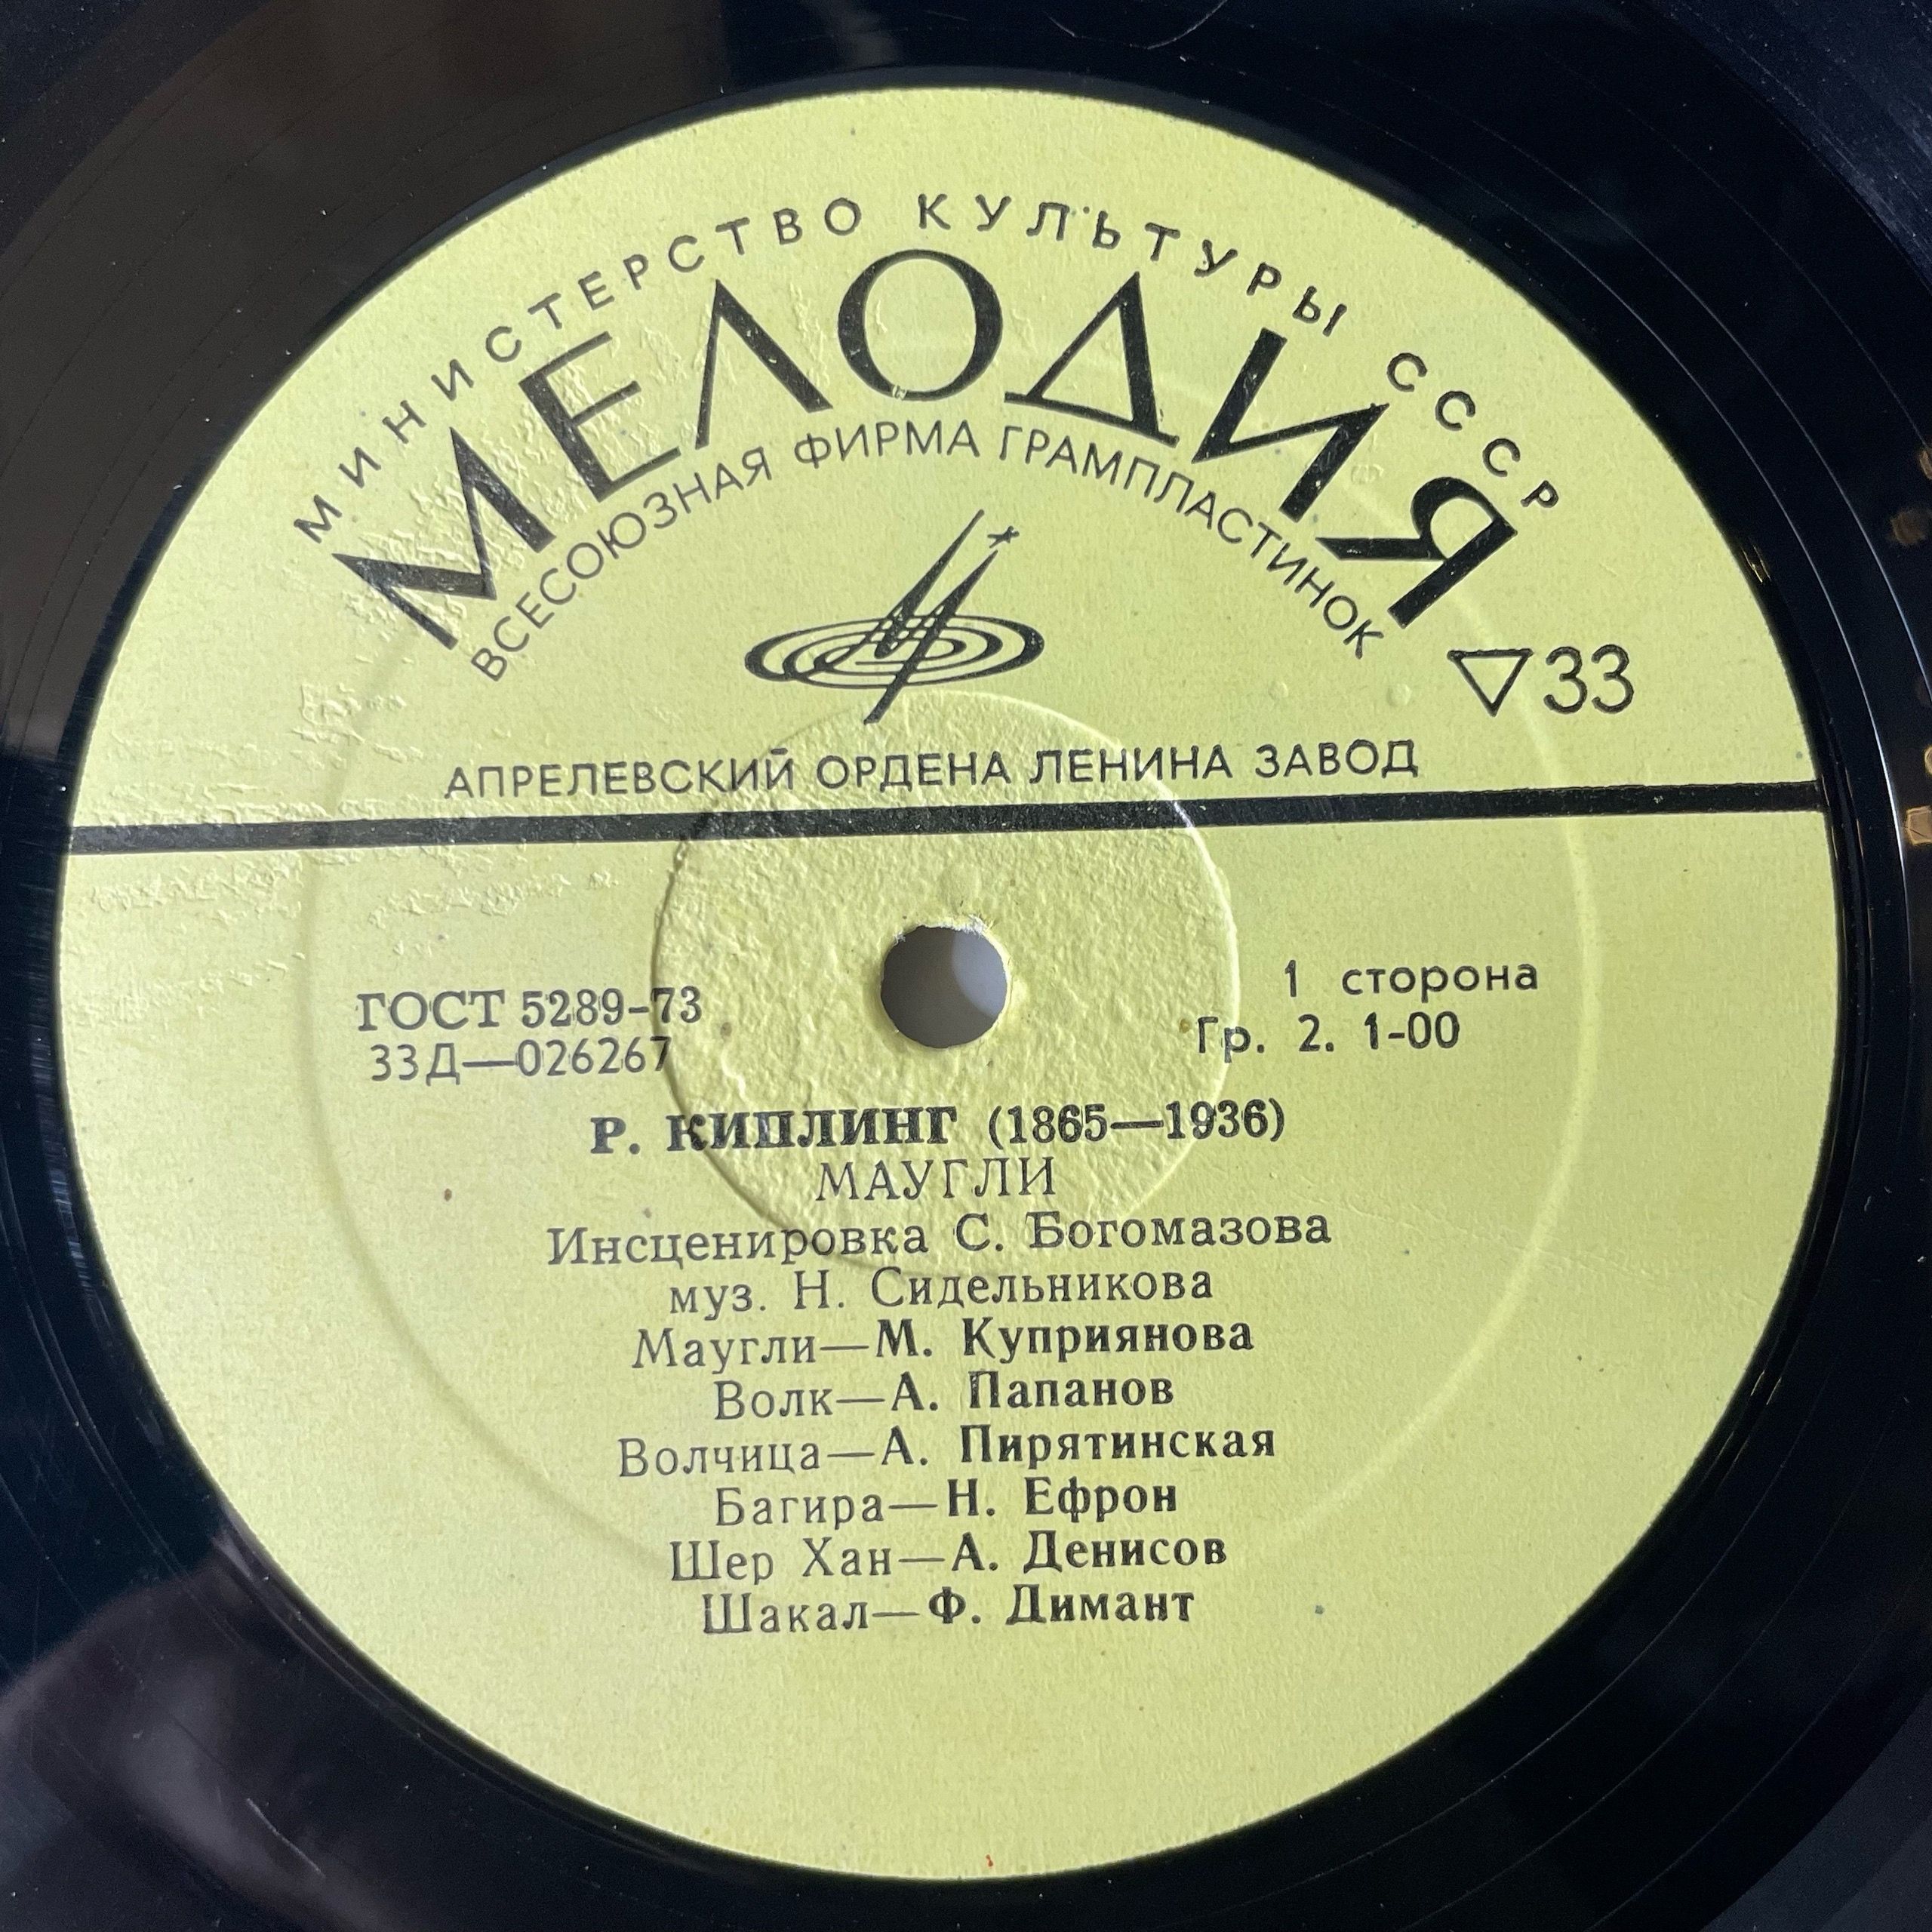 МИНИСТЕРСТВО КУЛЬТУРЫ СССР
МЕЛОДИЯ
ВСЕСОЮЗНАЯ ФИРМА ГРАМПЛАСТИНОК
33
АПРЕЛЕВСКИЙ ОРДЕНА ЛЕНИНА ЗАВОД
ГОСТ 5289-73
33Д—026267
1 сторона
Гр. 2. 1-00
Р. КИПЛИНГ (1865—1936)
МАУГЛИ
Инсценировка С. Богомазова
муз. Н. Сидельникова
Маугли—М. Куприянова
Волк—А. Папанов
Волчица—А. Пирятинская
Багира—Н. Ефрон
Шер Хан—А. Денисов
Шакал—Ф. Димант